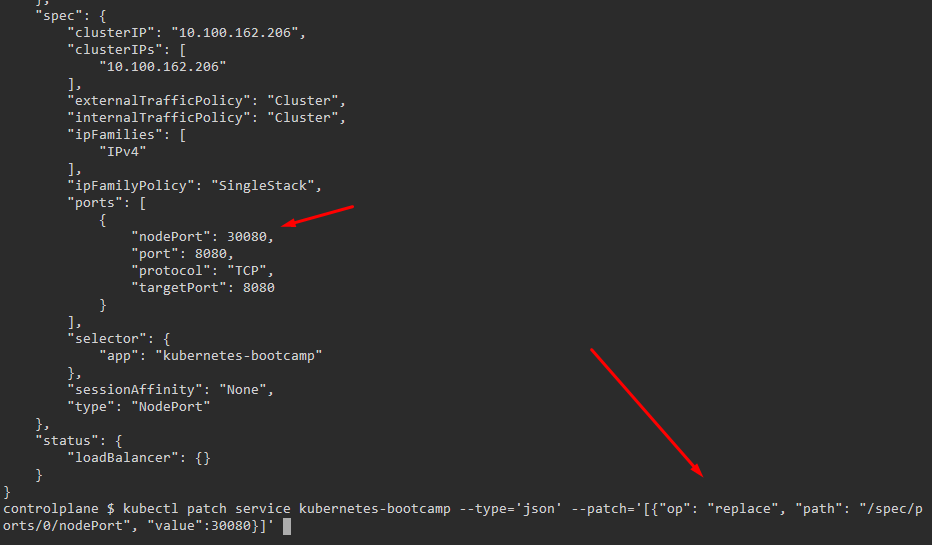 },
    "spec": {
        "clusterIP": "10.100.162.206",
        "clusterIPs": [
            "10.100.162.206"
        ],
        "externalTrafficPolicy": "Cluster",
        "internalTrafficPolicy": "Cluster",
        "ipFamilies": [
            "IPv4"
        ],
        "ipFamilyPolicy": "SingleStack",
        "ports": [
            {
                "nodePort": 30080,
                "port": 8080,
                "protocol": "TCP",
                "targetPort": 8080
            }
        ],
        "selector": {
            "app": "kubernetes-bootcamp"
        },
        "sessionAffinity": "None",
        "type": "NodePort"
    },
    "status": {
        "loadBalancer": {}
    }
}
controlplane $ kubectl patch service kubernetes-bootcamp --type='json' --patch='[{"op": "replace", "path": "/spec/p
orts/0/nodePort", "value":30080}]'